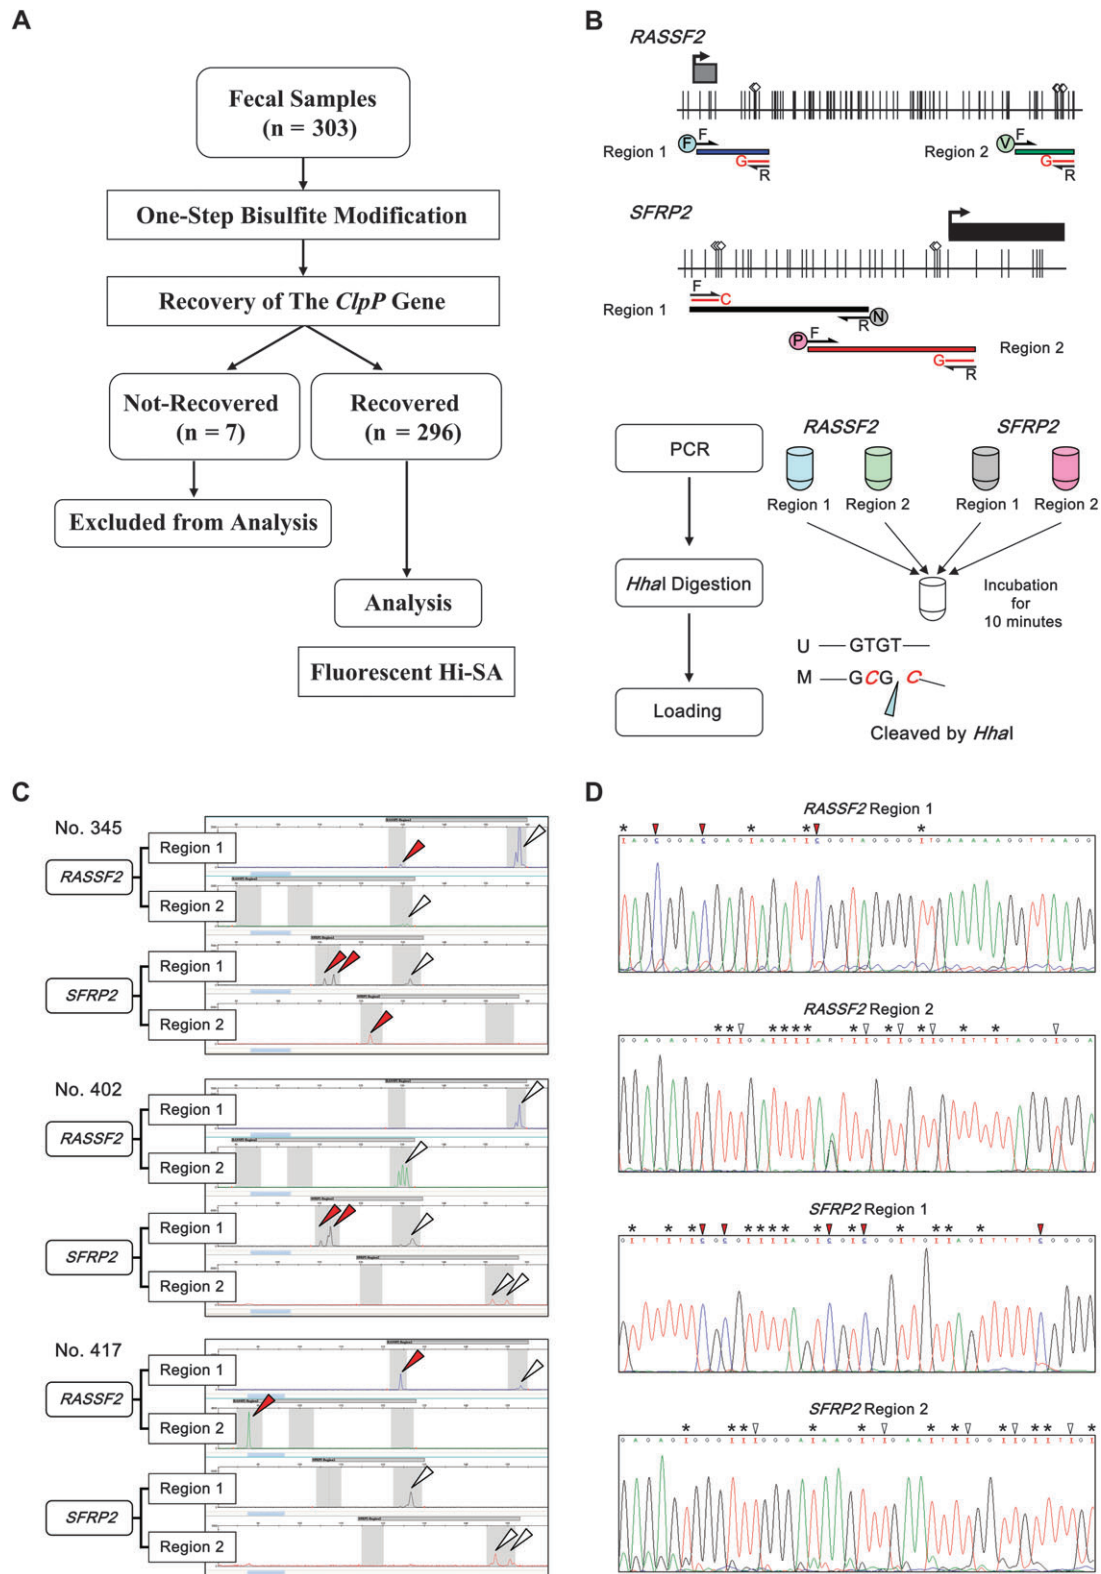 A
Fecal Samples
(n = 303)
One-Step Bisulfite Modification
Recovery of The ClpP Gene
Not-Recovered
(n = 7)
Recovered
(n = 296)
Excluded from Analysis
Analysis
Fluorescent Hi-SA
B
RASSF2
Region 1
F
F
G
R
Region 2
V
F
G
R
SFRP2
Region 1
F
C
R
N
P
F
Region 2
G
R
PCR
HhaI Digestion
Loading
RASSF2
SFRP2
Region 1
Region 2
Region 1
Region 2
Incubation
for
10 minutes
U
GTGT
M
GCG C
Cleaved by HhaI
C
No. 345
RASSF2
Region 1
Region 2
SFRP2
Region 1
Region 2
No. 402
RASSF2
Region 1
Region 2
SFRP2
Region 1
Region 2
No. 417
RASSF2
Region 1
Region 2
SFRP2
Region 1
Region 2
D
RASSF2 Region 1
RASSF2 Region 2
SFRP2 Region 1
SFRP2 Region 2